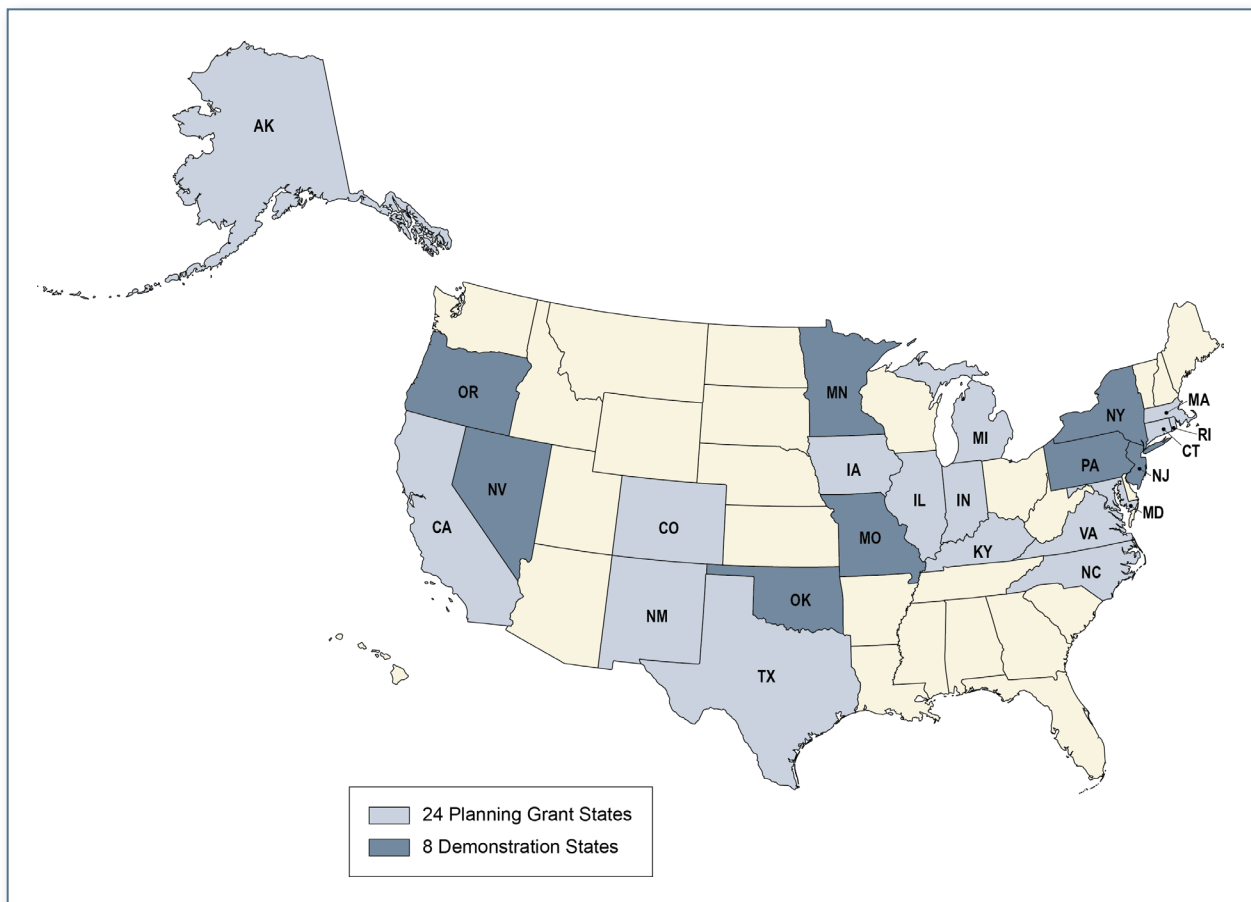 AK
OR
MN
NY
MA
MI
RI
CT
IA
PA
NJ
NV
IL
IN
MD
CA
CO
MO
VA
KY
NC
OK
NM
TX
24 Planning Grant States
8 Demonstration States